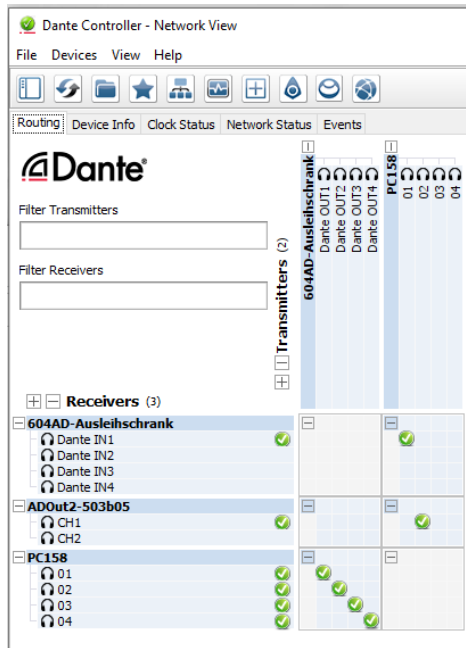 Dante Controller - Network View
File Devices View Help
Routing Device Info Clock Status Network Status Events
Dante®
Filter Transmitters
Filter Receivers
Transmitters (2)
604AD-Ausleihschrank
Dante OUT1
Dante OUT2
Dante OUT3
Dante OUT4
PC158
01
02
03
04
Receivers (3)
604AD-Ausleihschrank
Dante IN1
Dante IN2
Dante IN3
Dante IN4
ADOut2-503b05
CH1
CH2
PC158
01
02
03
04